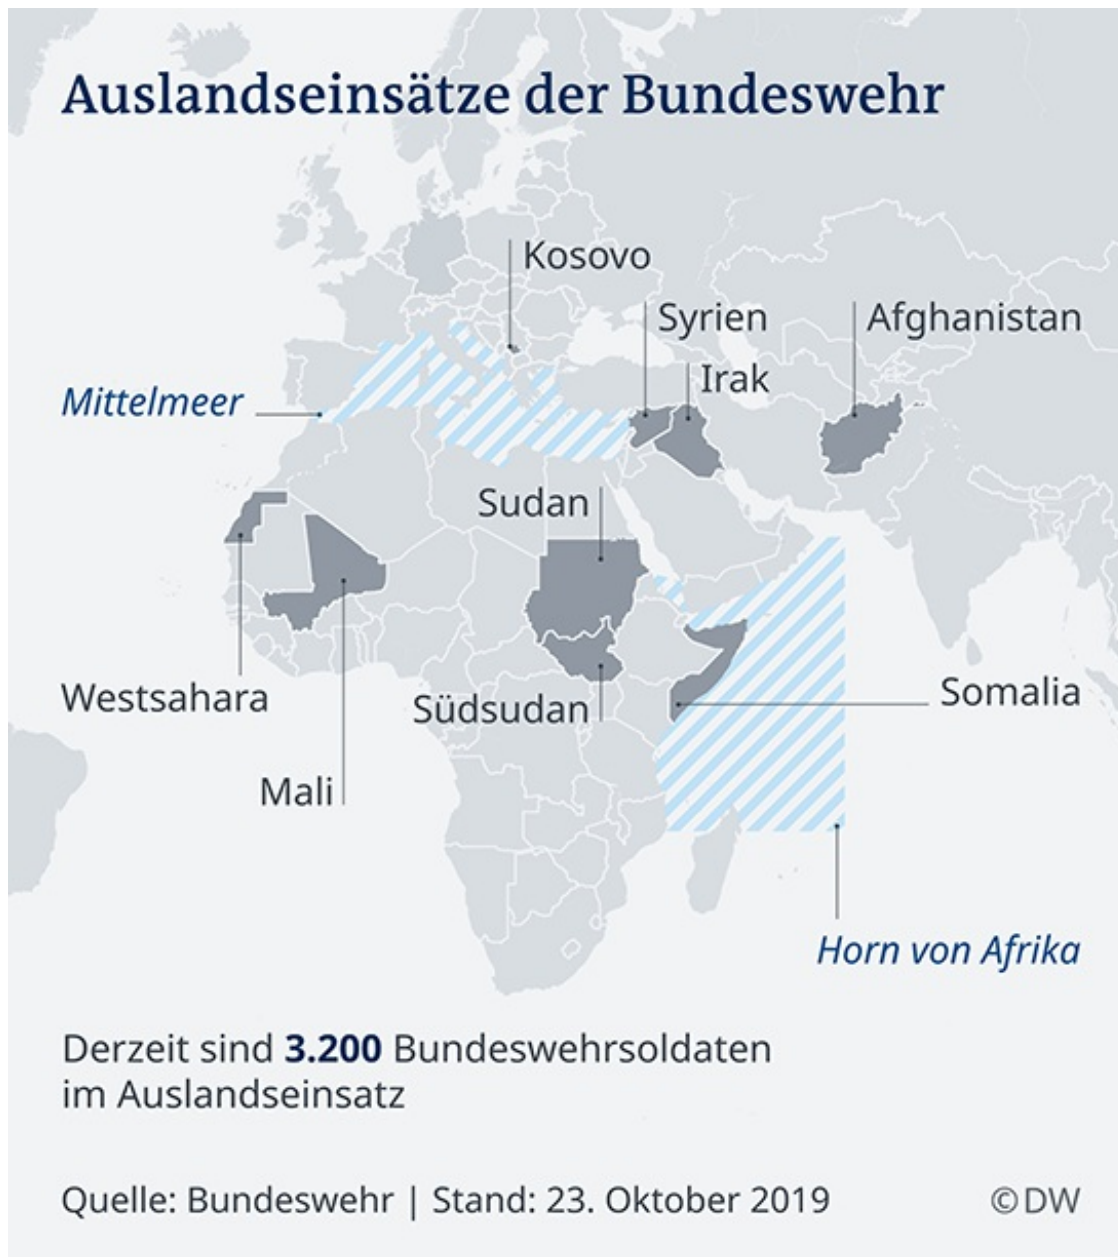 Auslandseinsätze der Bundeswehr
Kosovo
Syrien
Afghanistan
Irak
Mittelmeer
Sudan
Westsahara
Südsudan
Somalia
Mali
Horn von Afrika
Derzeit sind 3.200 Bundeswehrsoldaten
im Auslandseinsatz
Quelle: Bundeswehr | Stand: 23. Oktober 2019
©DW